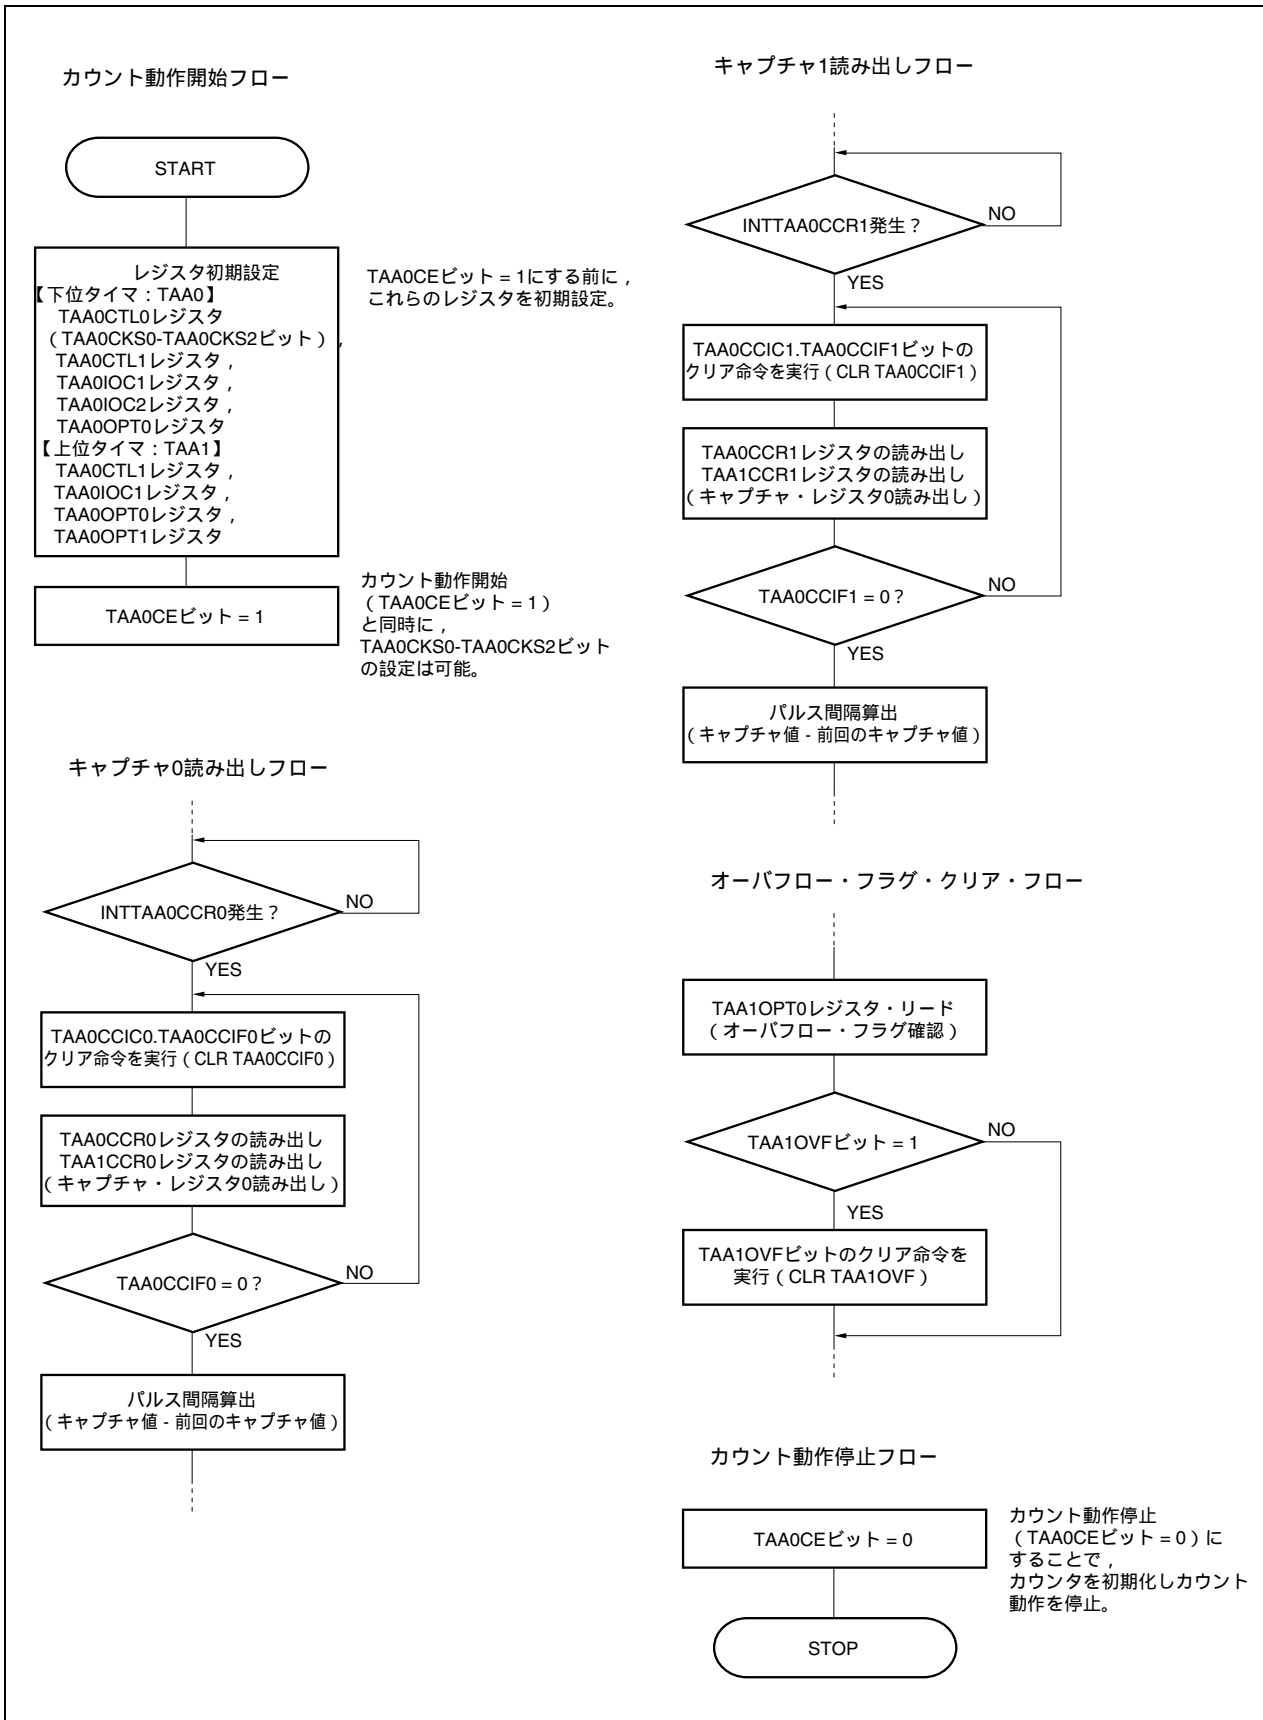 カウント動作開始フロー
START
レジスタ初期設定
【下位タイマ：TAA0】
TAA0CTL0レジスタ
（TAA0CKS0-TAA0CKS2ビット），
TAA0CTL1レジスタ，
TAA0IOC1レジスタ，
TAA0IOC2レジスタ，
TAA0OPT0レジスタ
【上位タイマ：TAA1】
TAA0CTL1レジスタ，
TAA0IOC1レジスタ，
TAA0OPT0レジスタ，
TAA0OPT1レジスタ
TAA0CEビット = 1にする前に，
これらのレジスタを初期設定。
TAA0CEビット = 1
カウント動作開始
（TAA0CEビット = 1）
と同時に，
TAA0CKS0-TAA0CKS2ビット
の設定は可能。
キャプチャ0読み出しフロー
INTTAA0CCR0発生？
NO
YES
TAA0CCIC0.TAA0CCIF0ビットの
クリア命令を実行（CLR TAA0CCIF0）
TAA0CCR0レジスタの読み出し
TAA1CCR0レジスタの読み出し
（キャプチャ・レジスタ0読み出し）
TAA0CCIF0 = 0？
NO
YES
パルス間隔算出
（キャプチャ値 - 前回のキャプチャ値）
キャプチャ1読み出しフロー
INTTAA0CCR1発生？
NO
YES
TAA0CCIC1.TAA0CCIF1ビットの
クリア命令を実行（CLR TAA0CCIF1）
TAA0CCR1レジスタの読み出し
TAA1CCR1レジスタの読み出し
（キャプチャ・レジスタ0読み出し）
TAA0CCIF1 = 0？
NO
YES
パルス間隔算出
（キャプチャ値 - 前回のキャプチャ値）
オーバフロー・フラグ・クリア・フロー
TAA1OPT0レジスタ・リード
（オーバフロー・フラグ確認）
TAA1OVFビット = 1
NO
YES
TAA1OVFビットのクリア命令を
実行（CLR TAA1OVF）
カウント動作停止フロー
TAA0CEビット = 0
カウント動作停止
（TAA0CEビット = 0）に
することで，
カウンタを初期化しカウント
動作を停止。
STOP